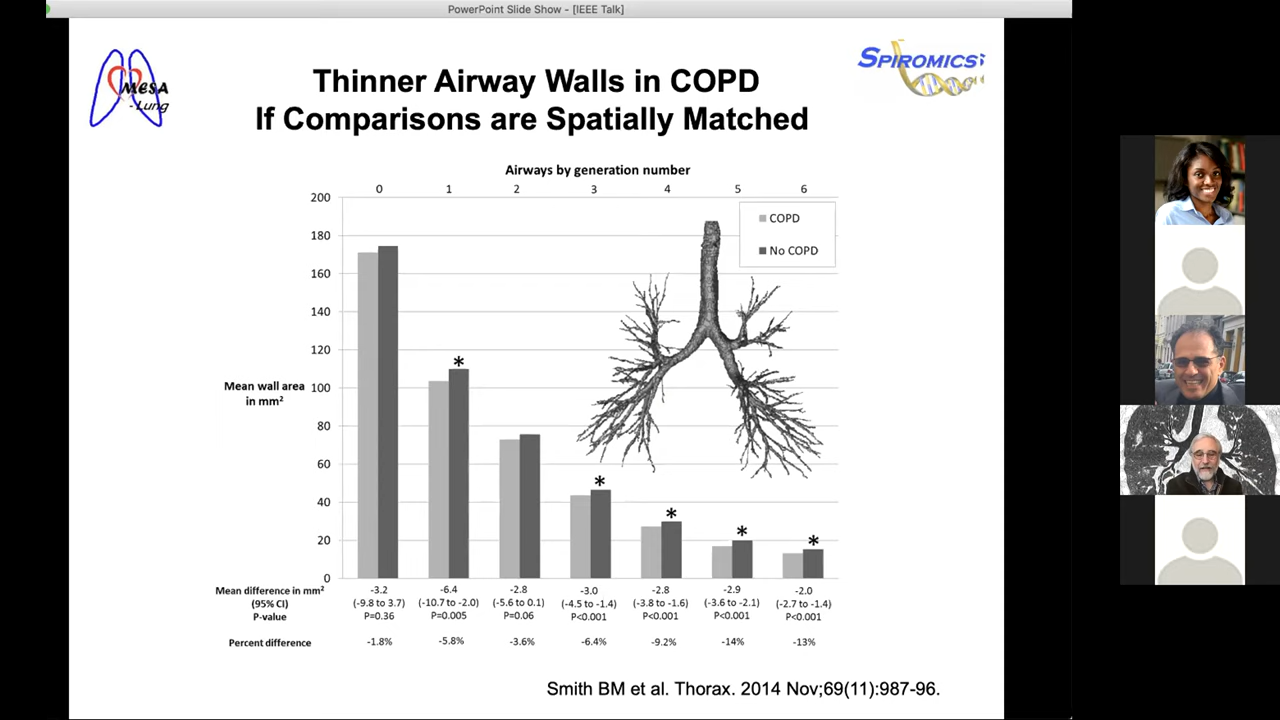 PowerPoint Slide Show - [IEEE Talk]
MESA
- Lung
SPIROMICS
Thinner Airway Walls in COPD
If Comparisons are Spatially Matched
Airways by generation number
0 1 2 3 4 5 6
200
180
160
140
120
100
80
60
40
20
0
COPD
No COPD
Mean wall area
in mm²
*
*
*
*
*
Mean difference in mm² -3.2 -6.4 -2.8 -3.0 -2.8 -2.9 -2.0
(95% CI) (-9.8 to 3.7) (-10.7 to -2.0) (-5.6 to 0.1) (-4.5 to -1.4) (-3.8 to -1.6) (-3.6 to -2.1) (-2.7 to -1.4)
P-value P=0.36 P=0.005 P=0.06 P<0.001 P<0.001 P<0.001 P<0.001
Percent difference -1.8% -5.8% -3.6% -6.4% -9.2% -14% -13%
Smith BM et al. Thorax. 2014 Nov;69(11):987-96.